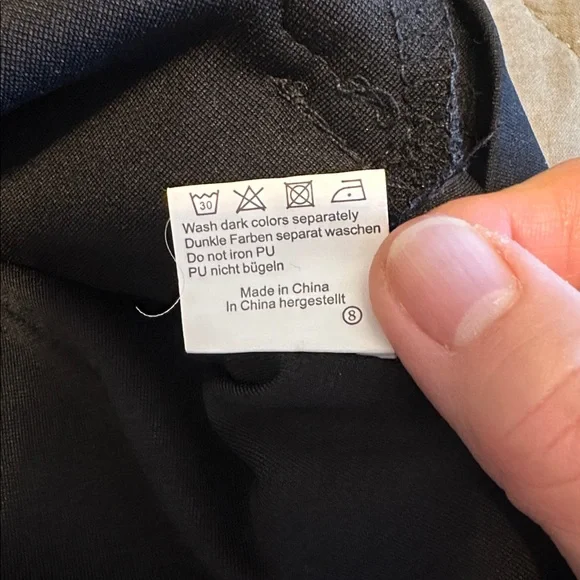 30
Wash dark colors separately
Dunkle Farben separat waschen
Do not iron PU
PU nicht bügeln
Made in China
In China hergestellt
8